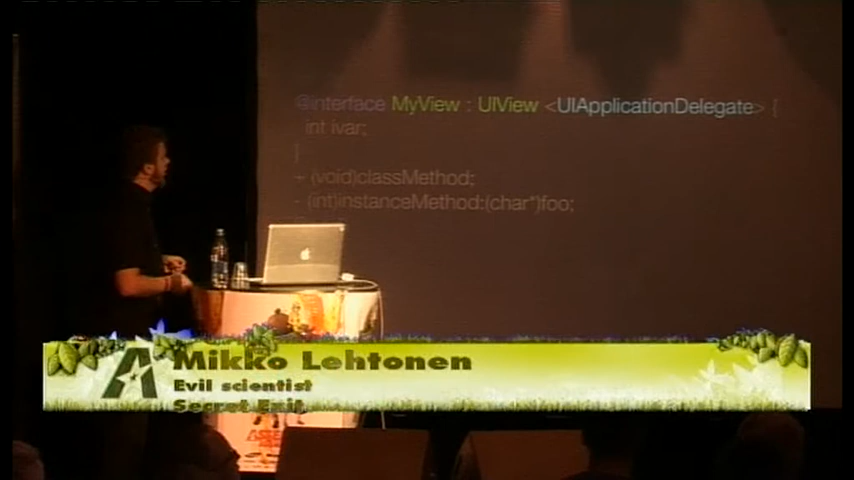 @interface MyView : UIView <UIApplicationDelegate> {
int ivar;
}
+ (void)classMethod;
- (int)instanceMethod:(char*)foo;
Mikko Lehtonen
Evil scientist
Secret Exit